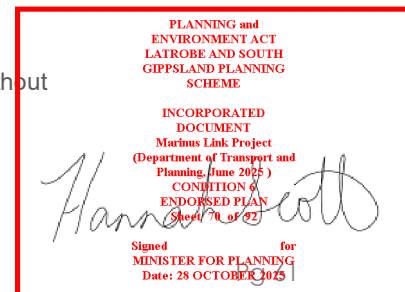 PLANNING and
ENVIRONMENT ACT
LATROBE AND SOUTH
GIPPSLAND PLANNING
SCHEME
hout
INCORPORATED
DOCUMENT
Marinus Link Project
(Department of Transport and
Planning, June 2025 )
CONDITION 6
ENDORSED PLAN
Sheet 70 of 92
Hannah Scott
Signed for
MINISTER FOR PLANNING
Date: 28 OCTOBER 2025